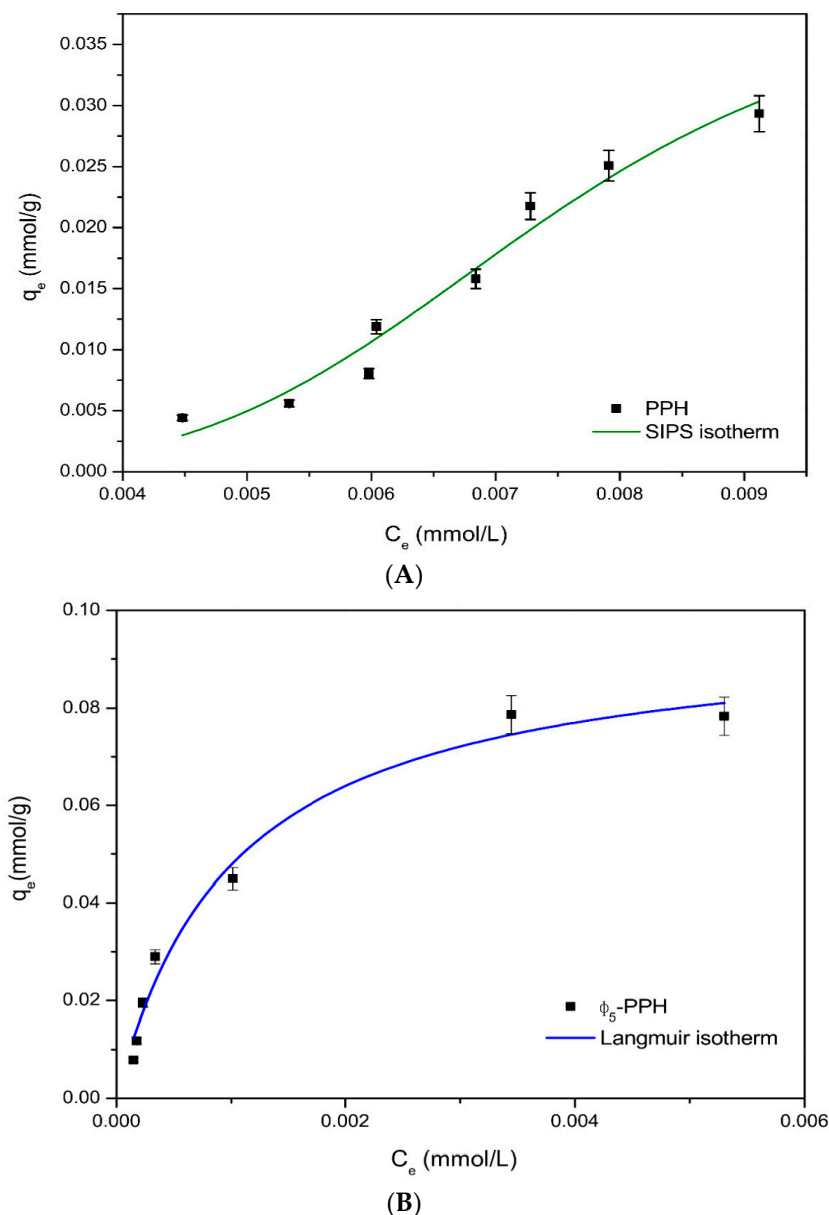 0.035
0.030
0.025
0.020
0.015
0.010
0.005
0.000
qₑ (mmol/g)
PPH
SIPS isotherm
0.004 0.005 0.006 0.007 0.008 0.009
Cₑ (mmol/L)
(A)
0.10
0.08
0.06
0.04
0.02
0.00
qₑ(mmol/g)
ϕ₅-PPH
Langmuir isotherm
0.000 0.002 0.004 0.006
Cₑ (mmol/L)
(B)